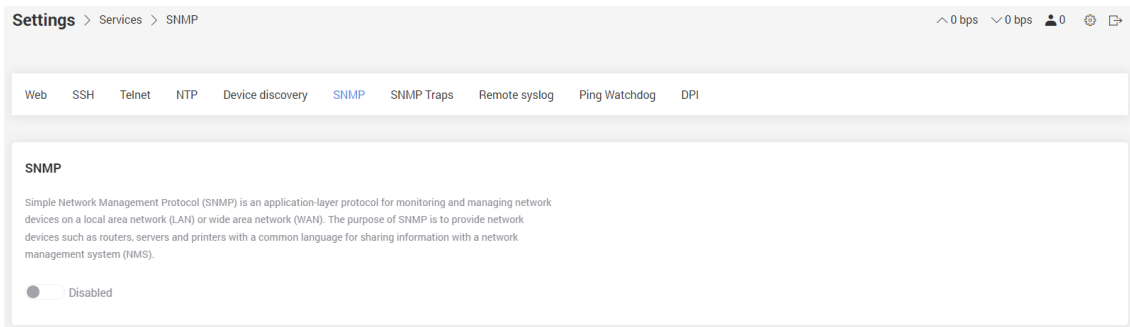 Settings > Services > SNMP 0 bps 0 bps 0
Web SSH Telnet NTP Device discovery SNMP SNMP Traps Remote syslog Ping Watchdog DPI
SNMP
Simple Network Management Protocol (SNMP) is an application-layer protocol for monitoring and managing network
devices on a local area network (LAN) or wide area network (WAN). The purpose of SNMP is to provide network
devices such as routers, servers and printers with a common language for sharing information with a network
management system (NMS).
Disabled